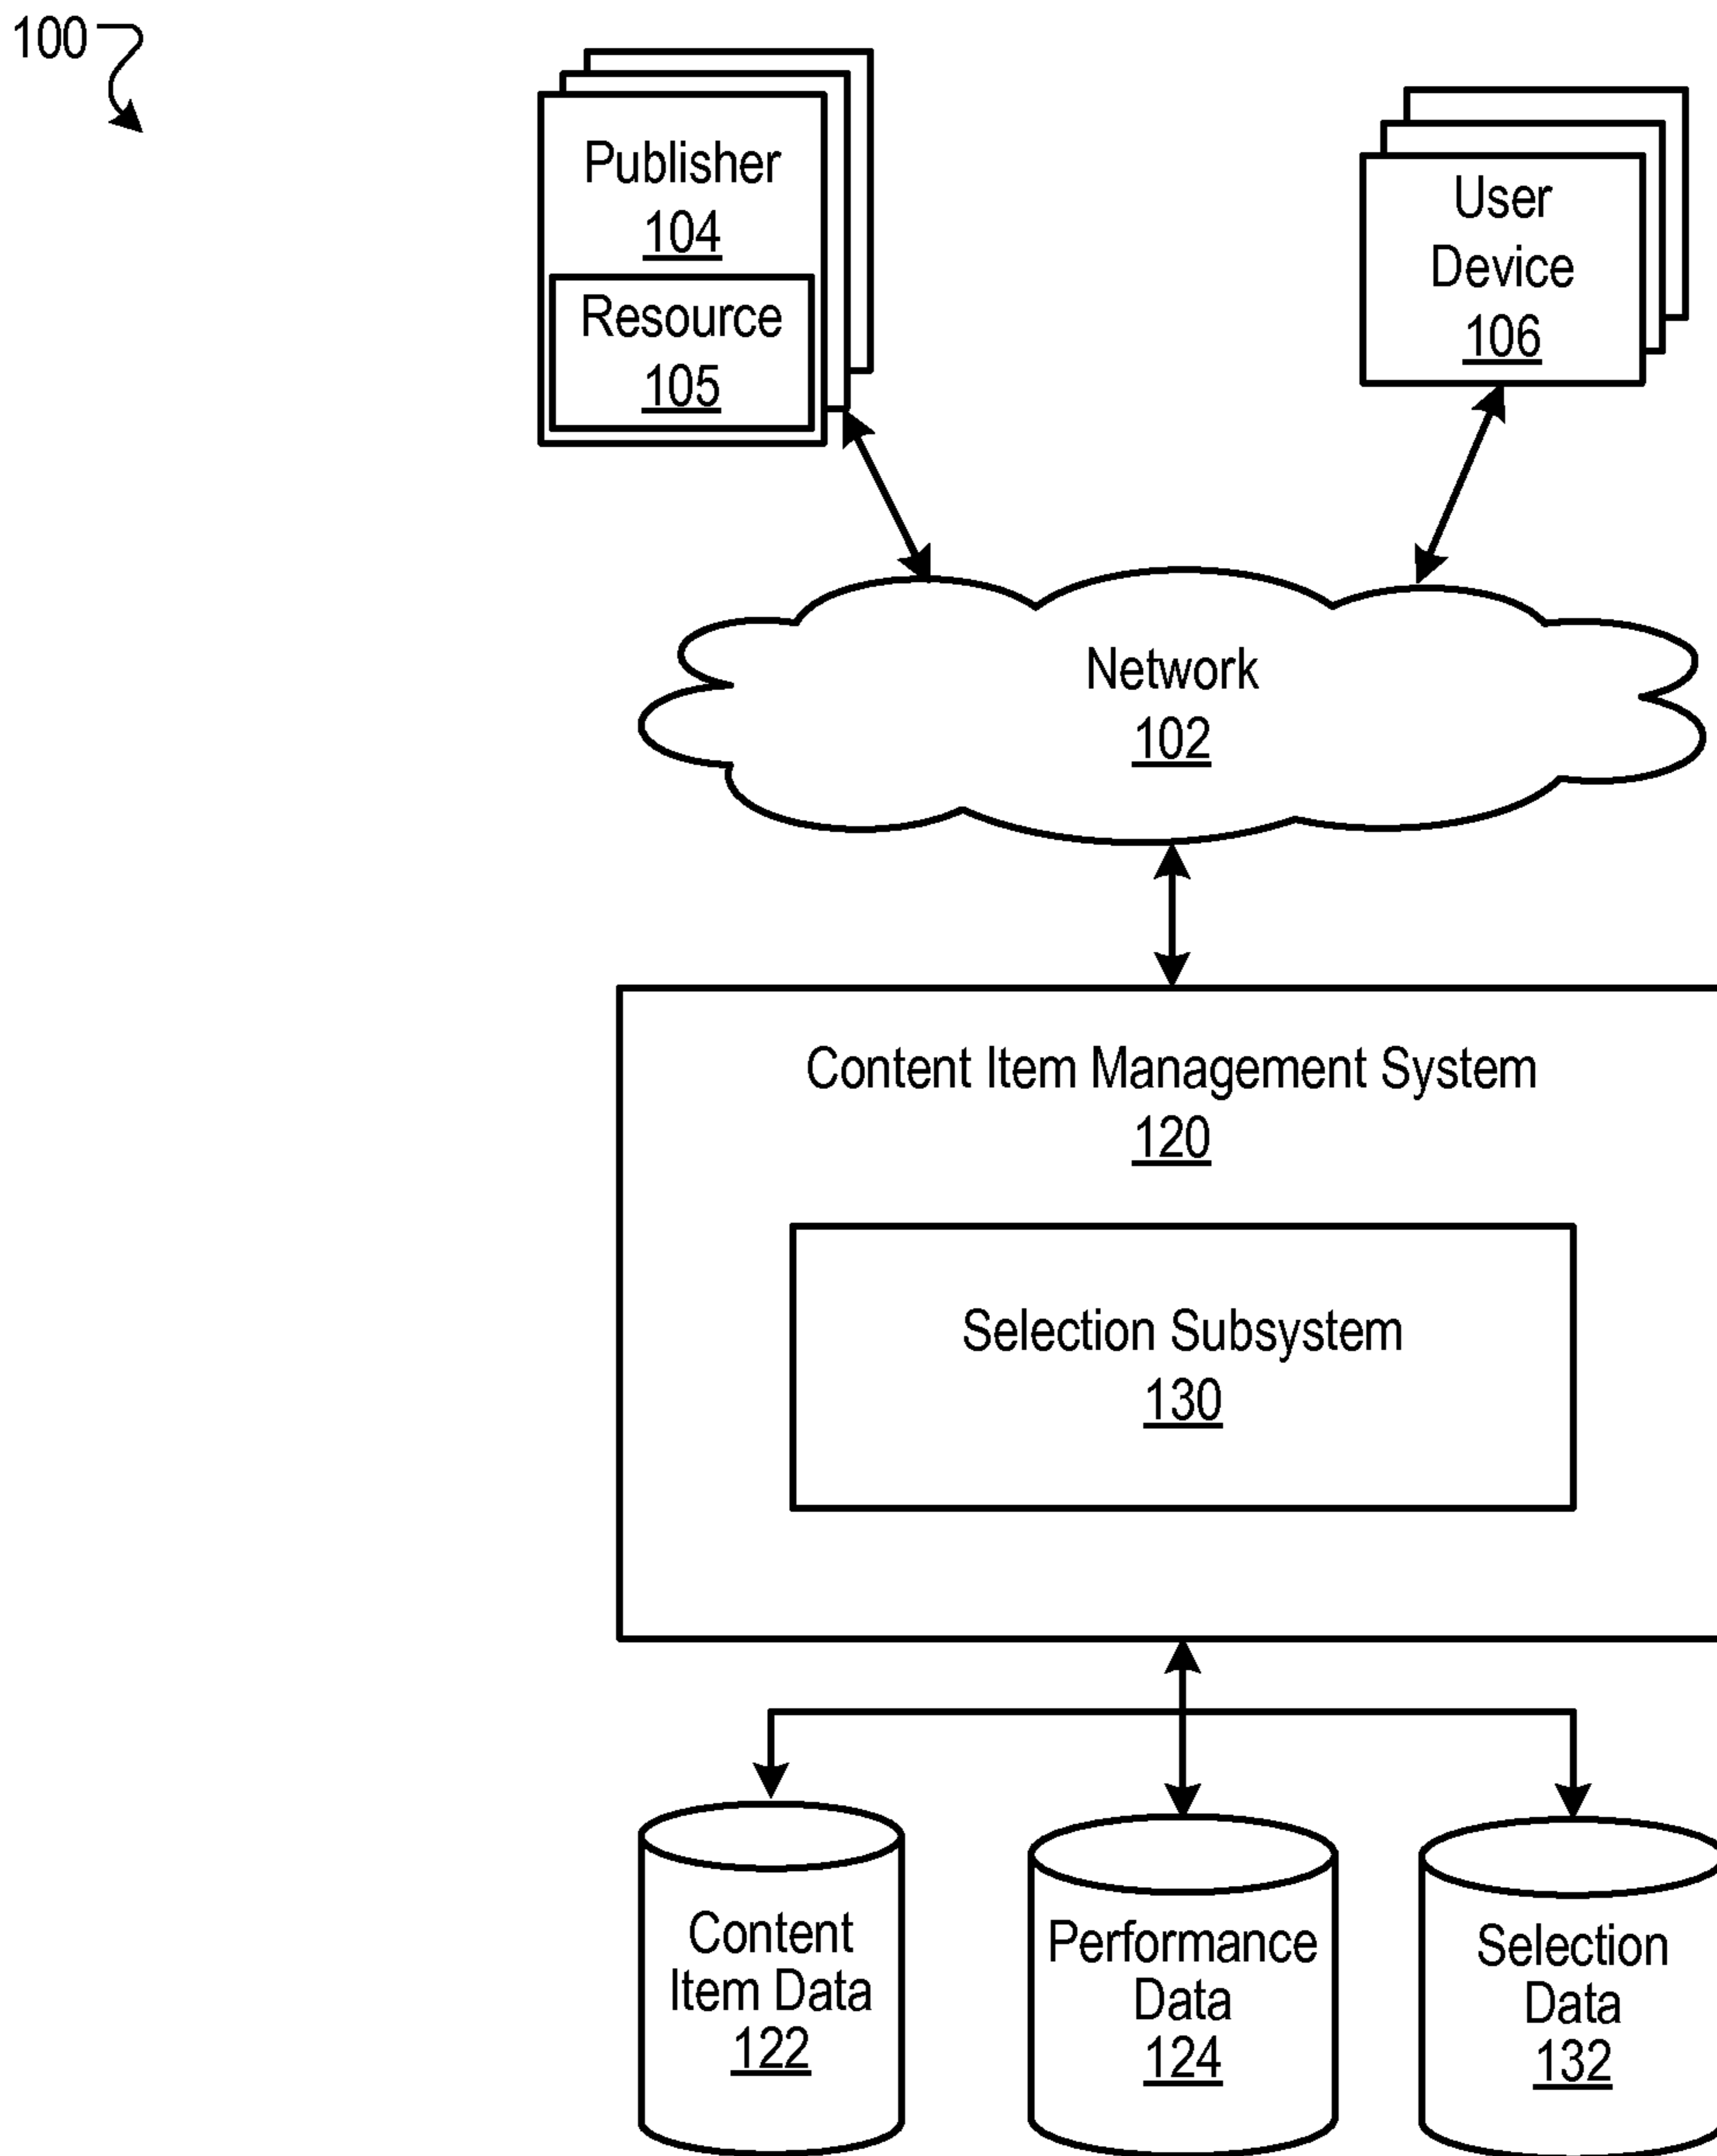 100
Publisher
104
Resource
105
User
Device
106
Network
102
Content Item Management System
120
Selection Subsystem
130
Content
Item Data
122
Performance
Data
124
Selection
Data
132